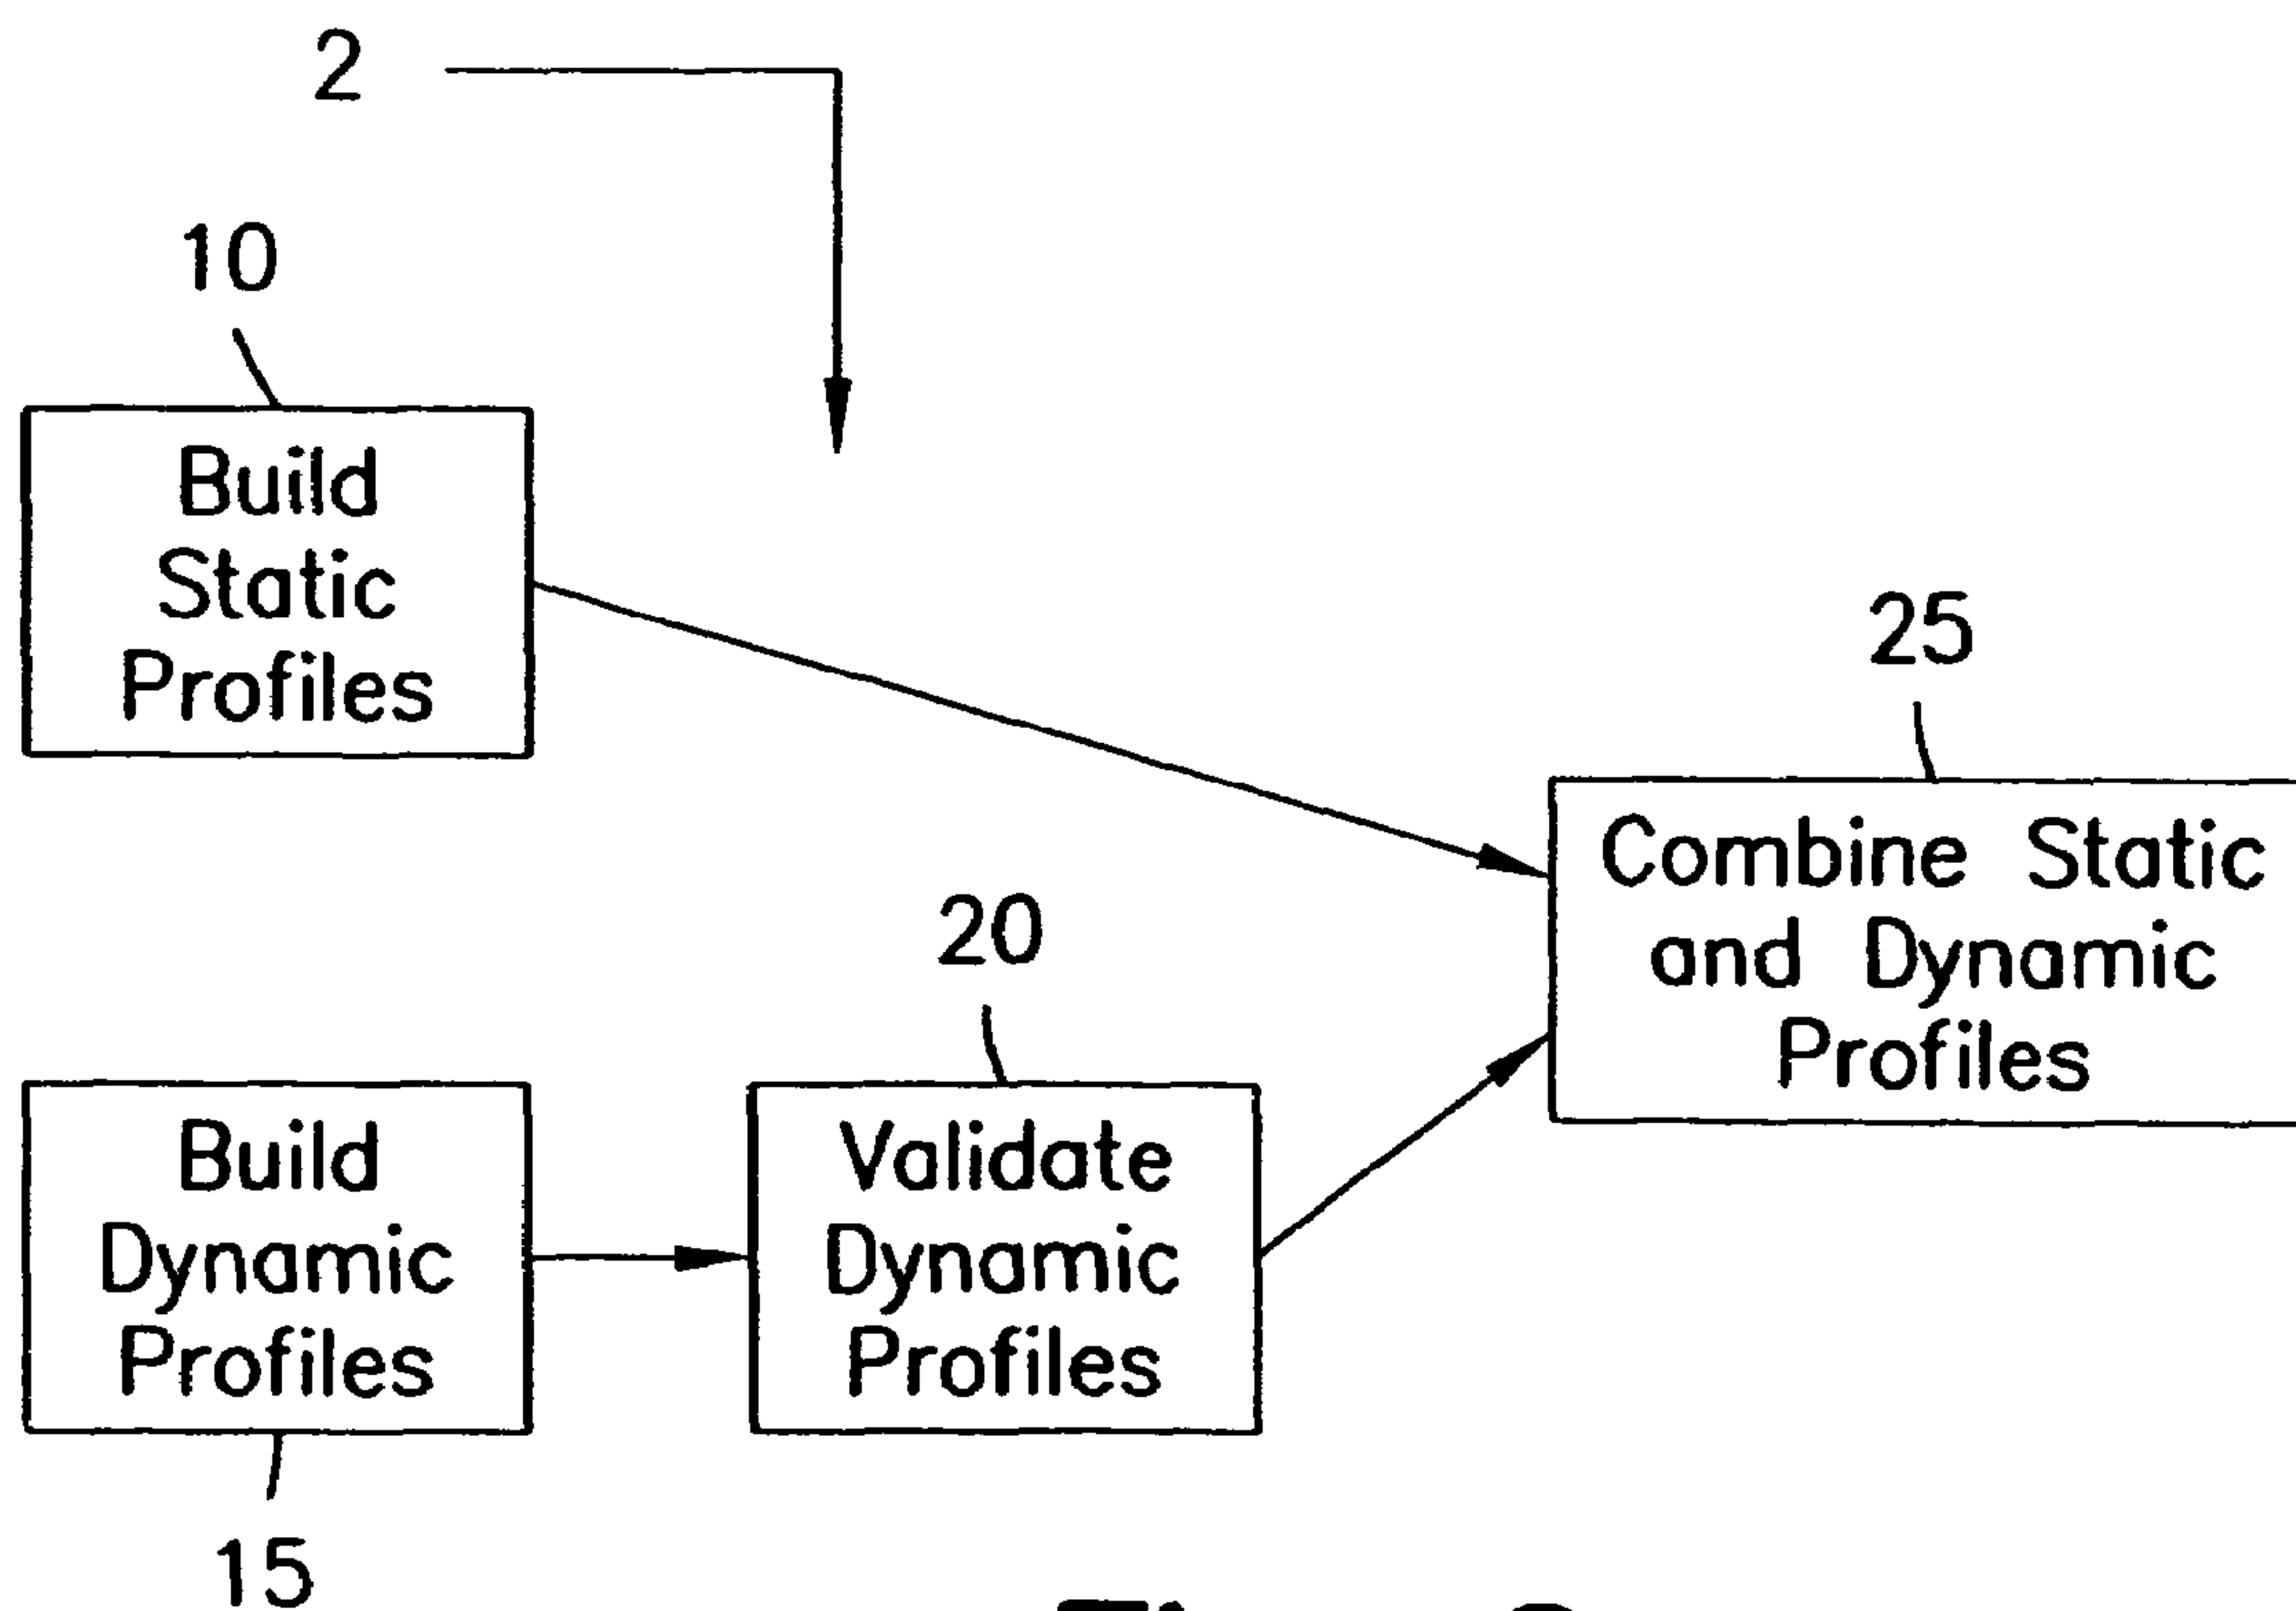 2
10
Build
Static
Profiles
25
Combine Static
and Dynamic
Profiles
20
Build
Dynamic
Profiles
Validate
Dynamic
Profiles
15